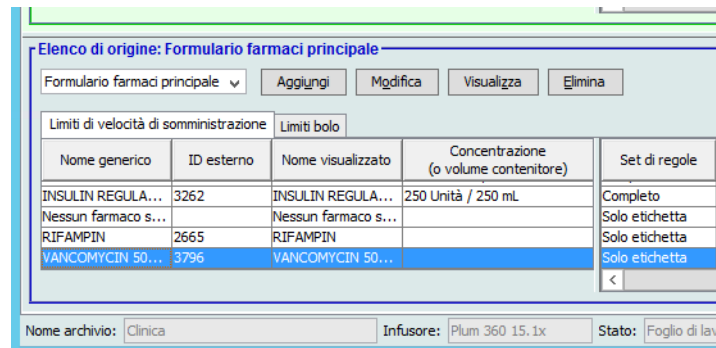 Elenco di origine: Formulario farmaci principale
Formulario farmaci principale Aggiungi Modifica Visualizza Elimina
Limiti di velocità di somministrazione Limiti bolo
Nome generico ID esterno Nome visualizzato Concentrazione (o volume contenitore) Set di regole
INSULIN REGULA... 3262 INSULIN REGULA... 250 Unità / 250 mL Completo
Nessun farmaco s... Nessun farmaco s... Solo etichetta
RIFAMPIN 2665 RIFAMPIN Solo etichetta
VANCOMYCIN 50... 3796 VANCOMYCIN 50... Solo etichetta
Nome archivio: Clinica Infusore: Plum 360 15.1x Stato: Foglio di lav